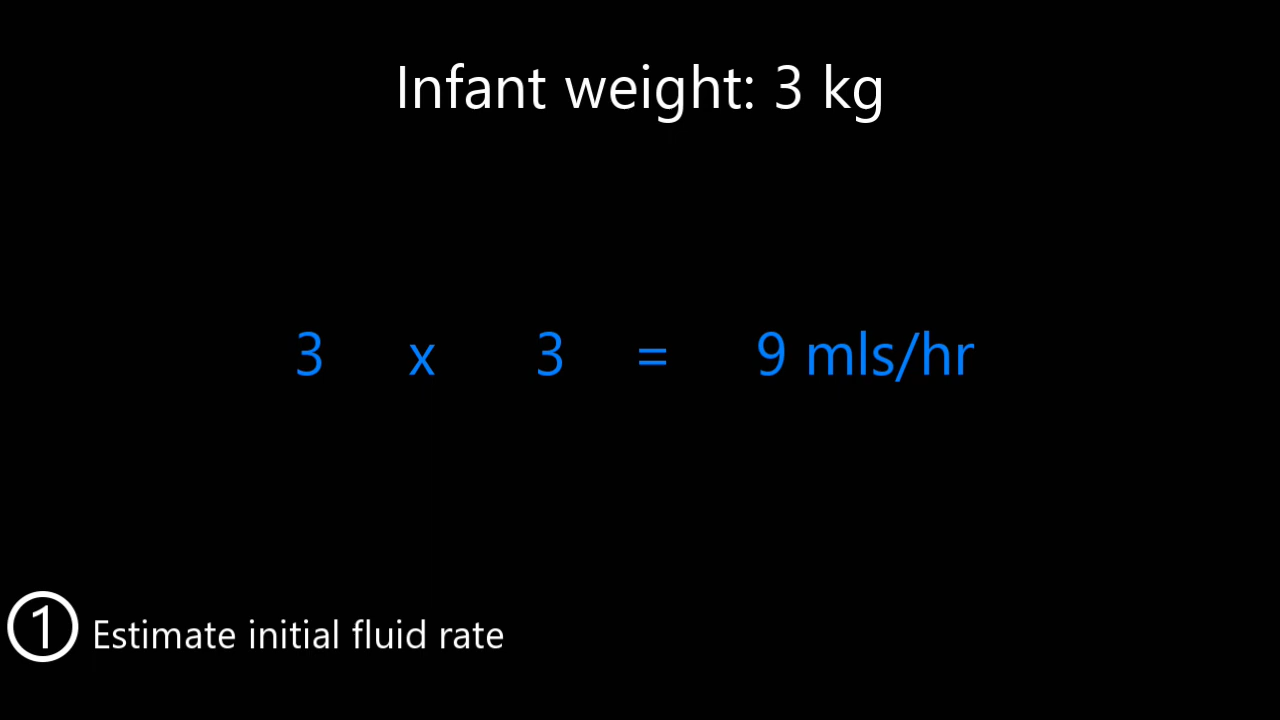 Infant weight: 3 kg
3 x 3 = 9 mls/hr
1 Estimate initial fluid rate